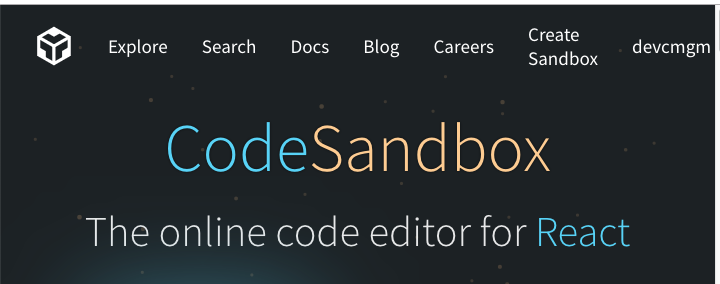 Explore Search Docs Blog Careers Create Sandbox devcmgm
CodeSandbox
The online code editor for React